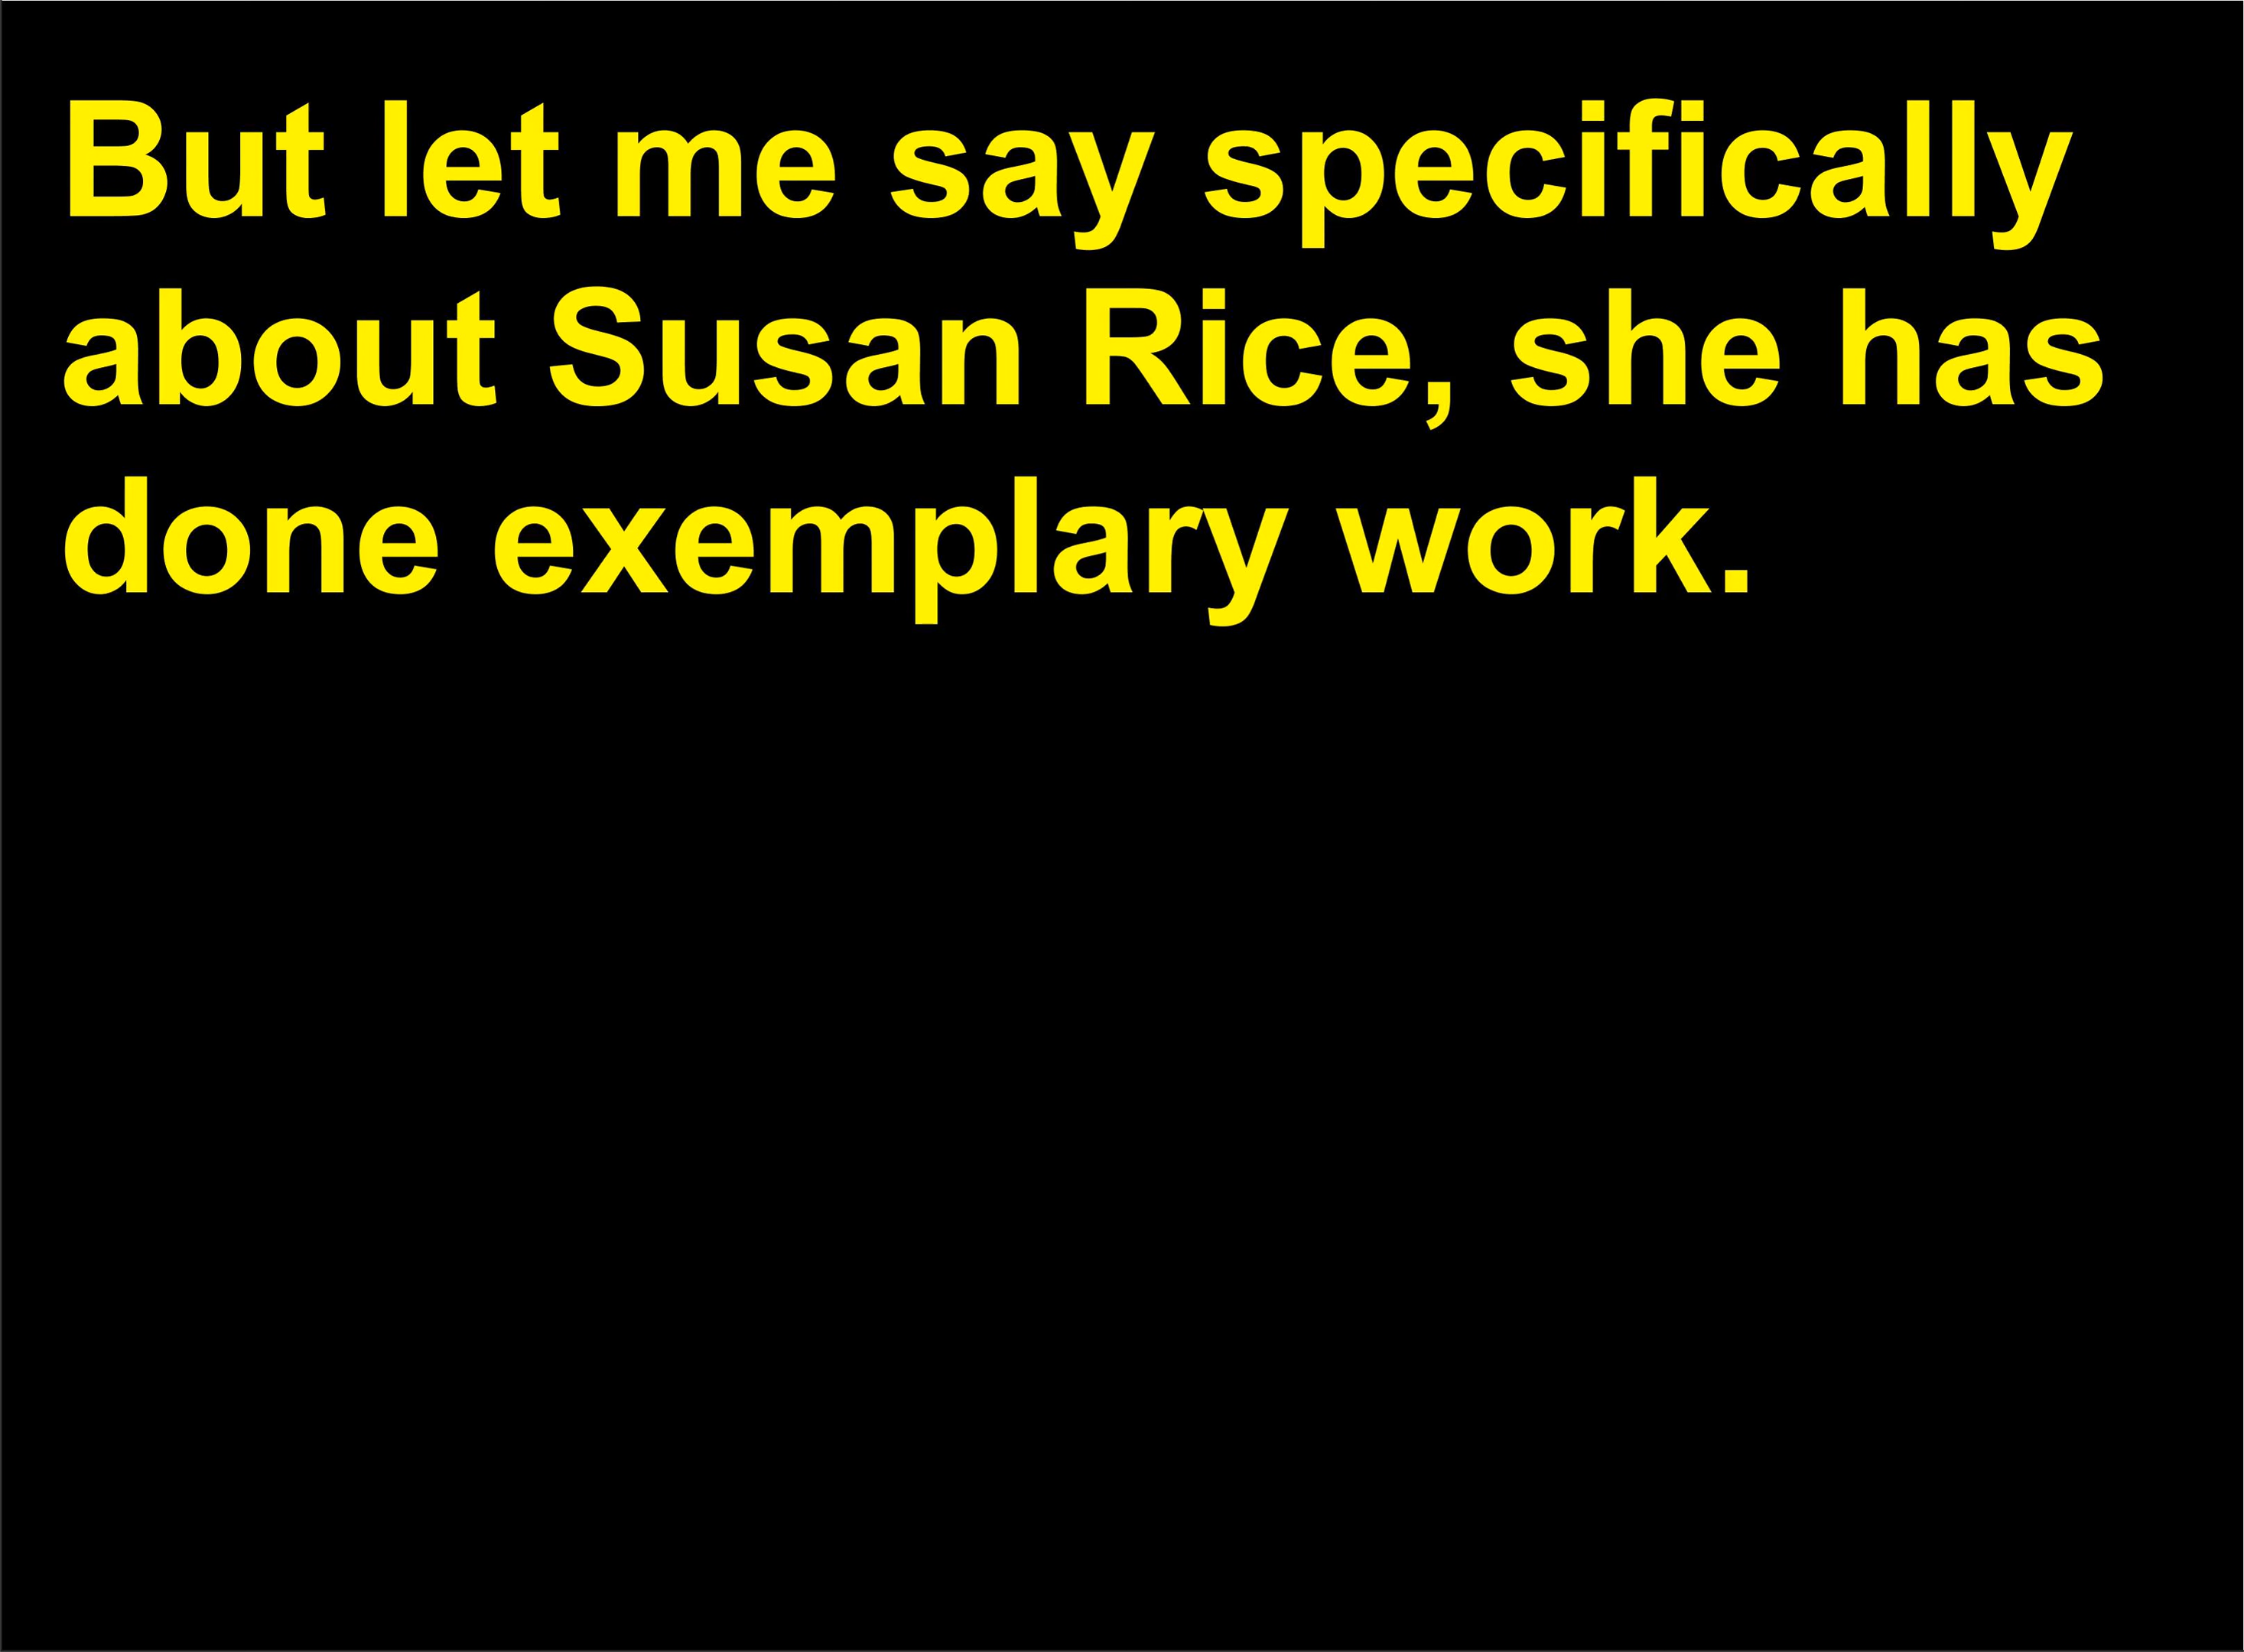 But let me say specifically
about Susan Rice, she has
done exemplary work.